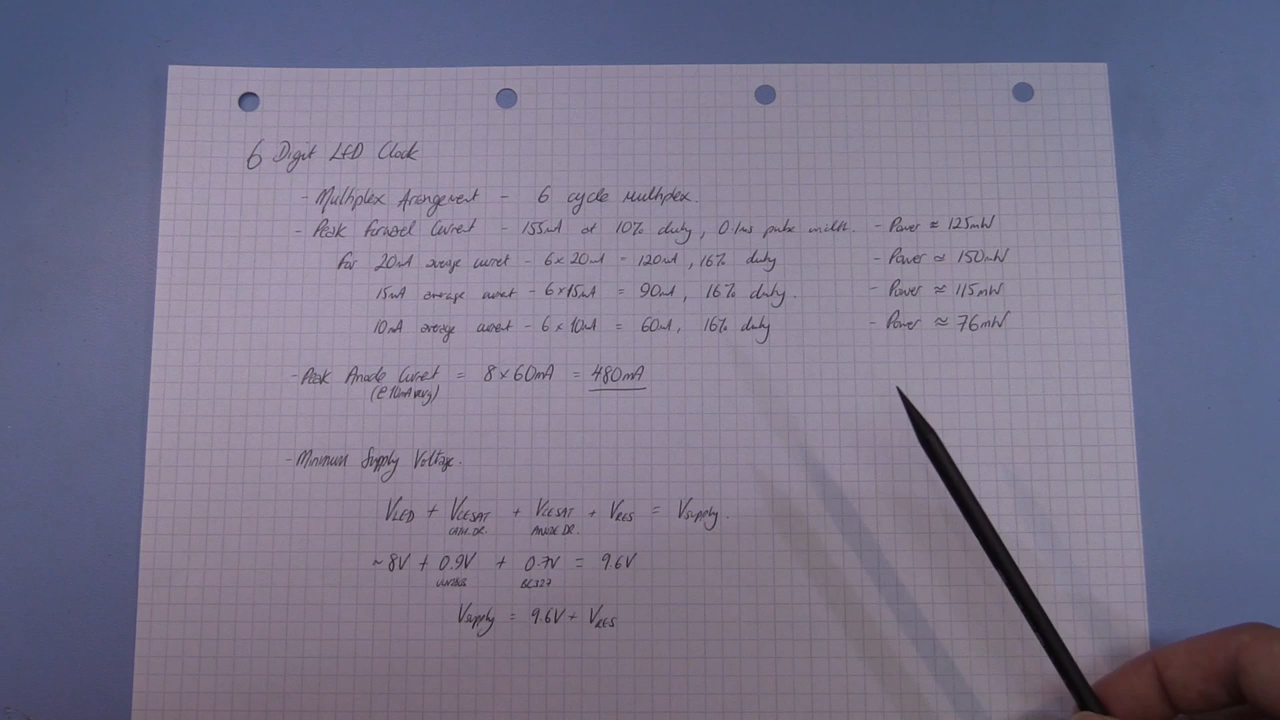 6 Digit LED Clock
- Multiplex Arangement - 6 cycle multiplex.
- Peak Forward Current - 155mA at 10% duty, 0.1ms pulse width. - Power ≈ 125mW
For 20mA average current - 6 x 20mA = 120mA, 16% duty - Power ≈ 150mW
15mA average current - 6 x 15mA = 90mA, 16% duty. - Power ≈ 115mW
10mA average current - 6 x 10mA = 60mA, 16% duty - Power ≈ 76mW
- Peak Anode Current = 8 x 60mA = 480mA
(@ 10mA avg)
- Minimum Supply Voltage.
VLED + VCESAT + VCESAT + VRES = Vsupply.
CATH. DR. ANODE DR.
~8V + 0.9V + 0.7V = 9.6V
BC327
Vsupply = 9.6V + VRES